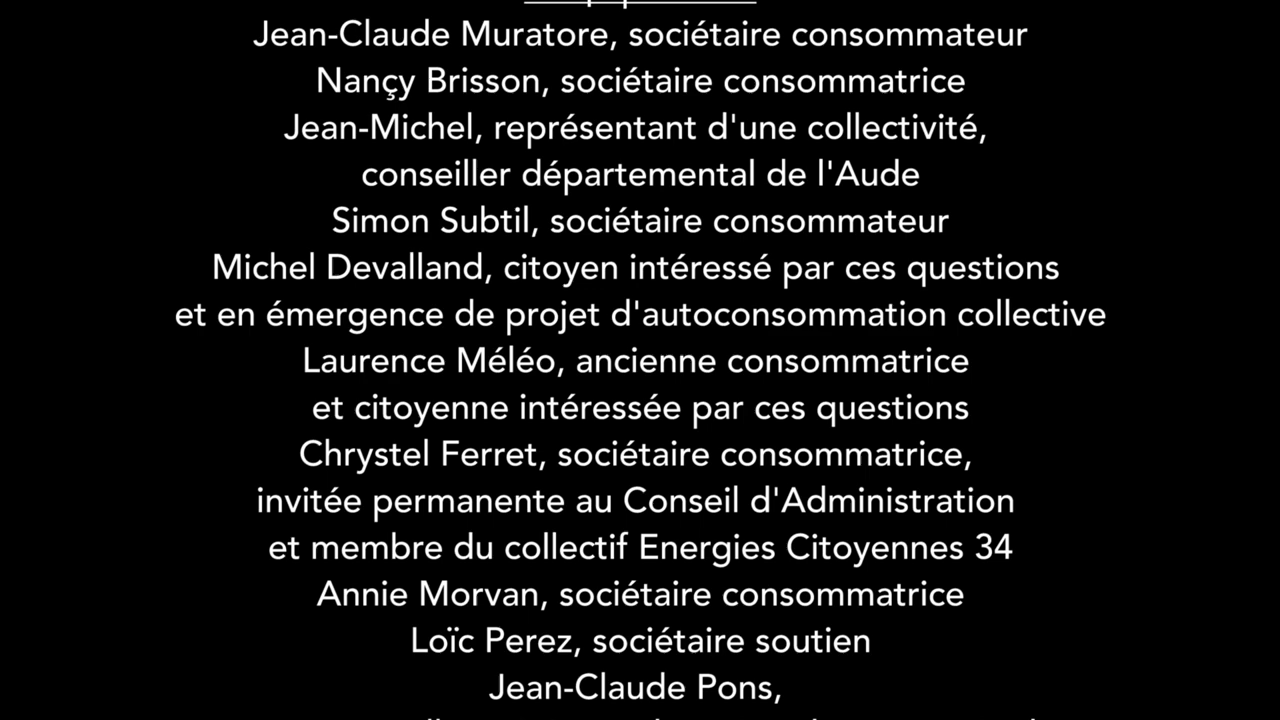 Jean-Claude Muratore, sociétaire consommateur
Nançy Brisson, sociétaire consommatrice
Jean-Michel, représentant d'une collectivité,
conseiller départemental de l'Aude
Simon Subtil, sociétaire consommateur
Michel Devalland, citoyen intéressé par ces questions
et en émergence de projet d'autoconsommation collective
Laurence Méléo, ancienne consommatrice
et citoyenne intéressée par ces questions
Chrystel Ferret, sociétaire consommatrice,
invitée permanente au Conseil d'Administration
et membre du collectif Energies Citoyennes 34
Annie Morvan, sociétaire consommatrice
Loïc Perez, sociétaire soutien
Jean-Claude Pons,